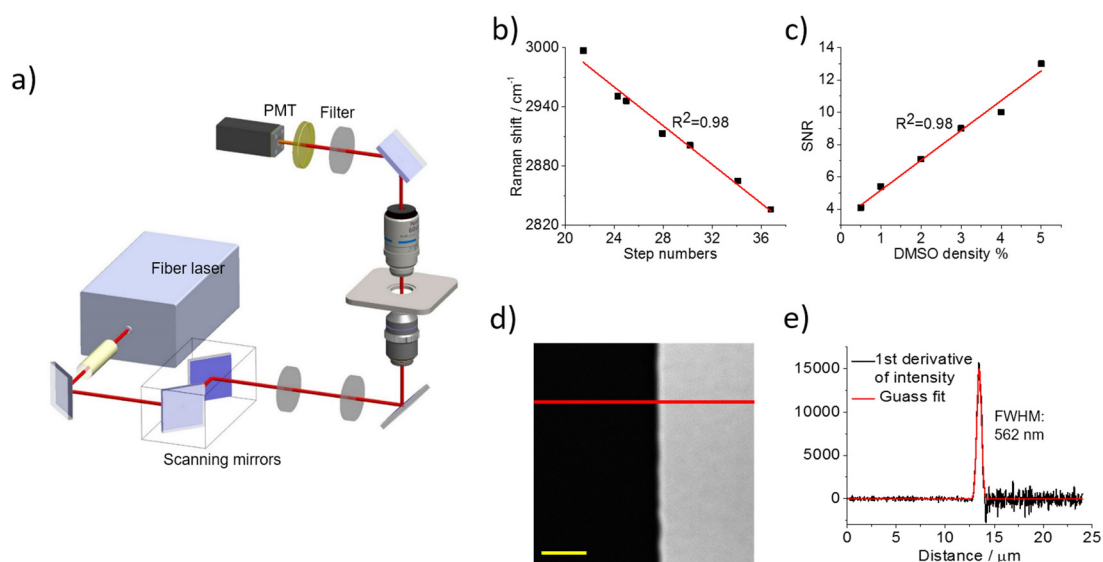 a)
PMT
Filter
Fiber laser
Scanning mirrors
b)
3000
2940
2880
2820
Raman shift / cm⁻¹
R²=0.98
20 24 28 32 36
Step numbers
c)
14
12
10
8
6
4
SNR
R²=0.98
0 1 2 3 4 5
DMSO density %
d)
e)
15000
10000
5000
0
1st derivative
of intensity
Guass fit
FWHM:
562 nm
0 5 10 15 20 25
Distance / μm